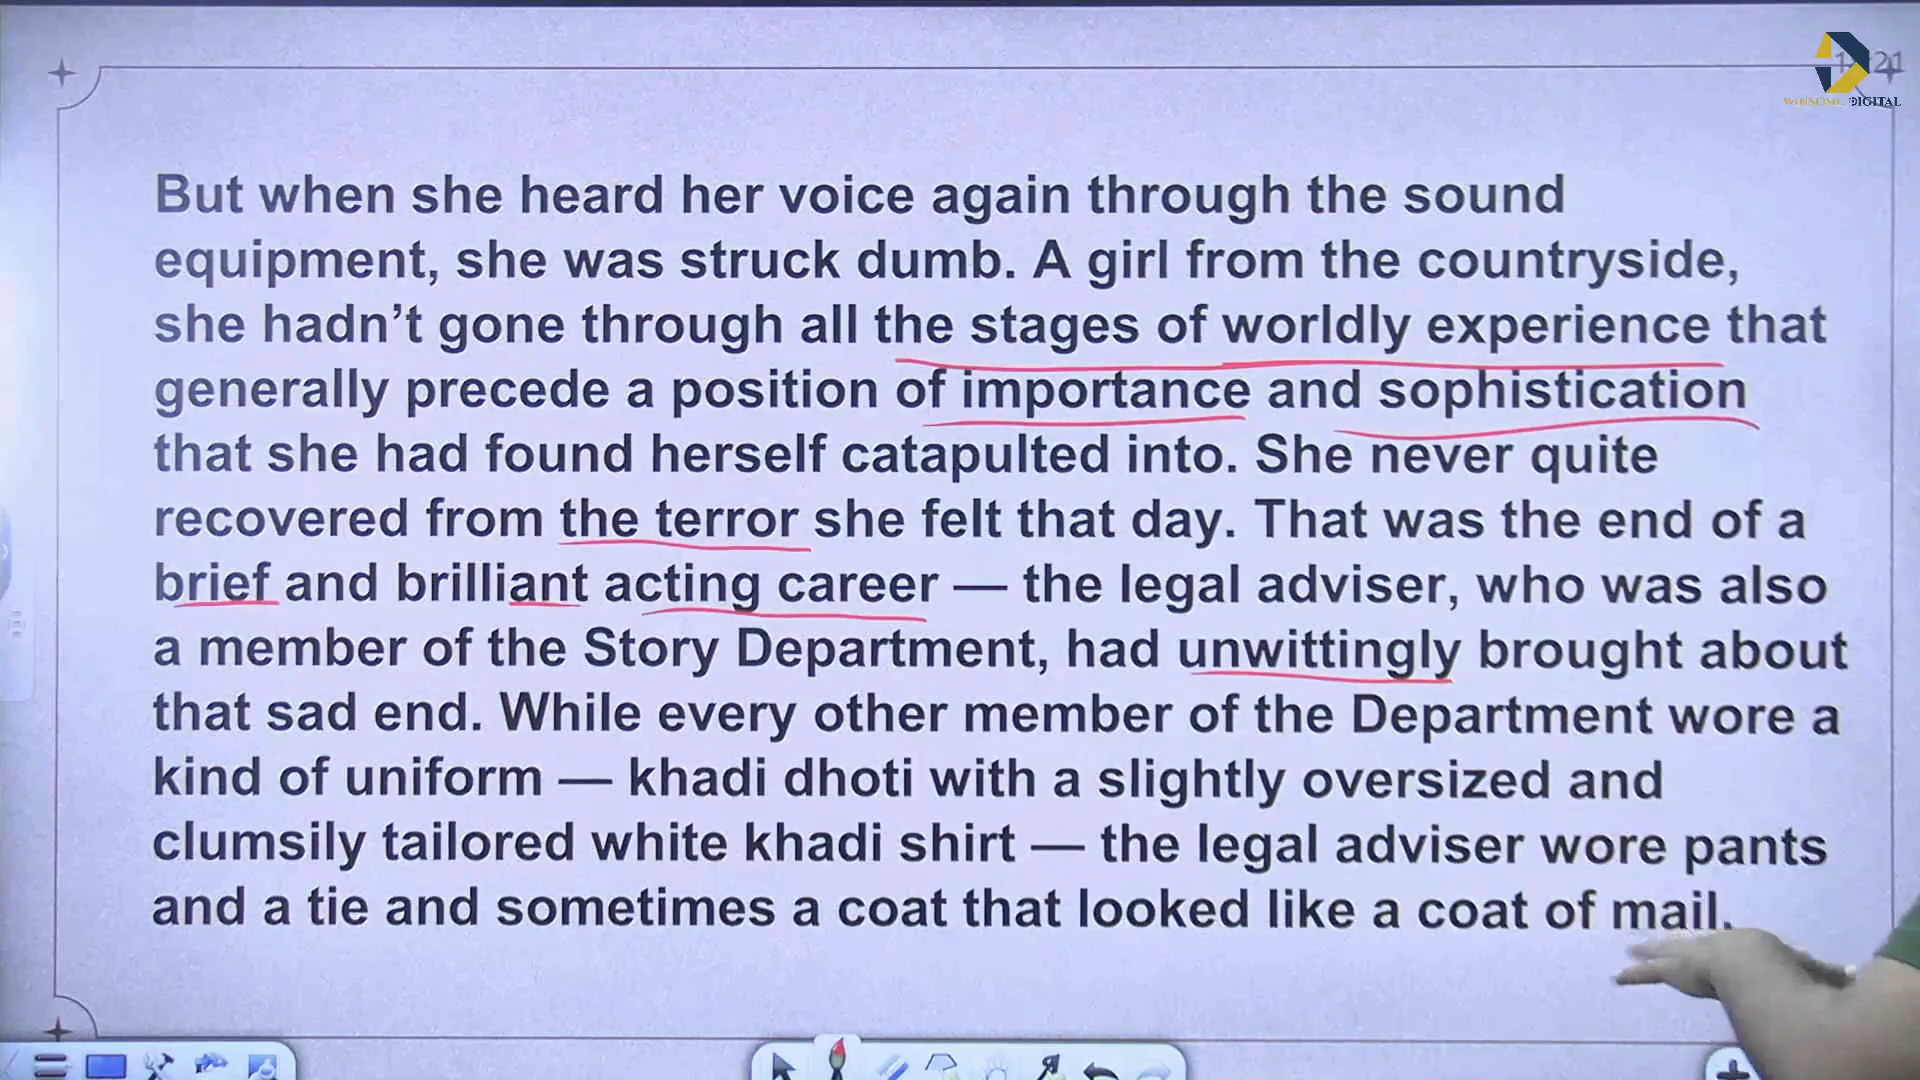 WINSOME DIGITAL
But when she heard her voice again through the sound
equipment, she was struck dumb. A girl from the countryside,
she hadn't gone through all the stages of worldly experience that
generally precede a position of importance and sophistication
that she had found herself catapulted into. She never quite
recovered from the terror she felt that day. That was the end of a
brief and brilliant acting career — the legal adviser, who was also
a member of the Story Department, had unwittingly brought about
that sad end. While every other member of the Department wore a
kind of uniform — khadi dhoti with a slightly oversized and
clumsily tailored white khadi shirt — the legal adviser wore pants
and a tie and sometimes a coat that looked like a coat of mail.